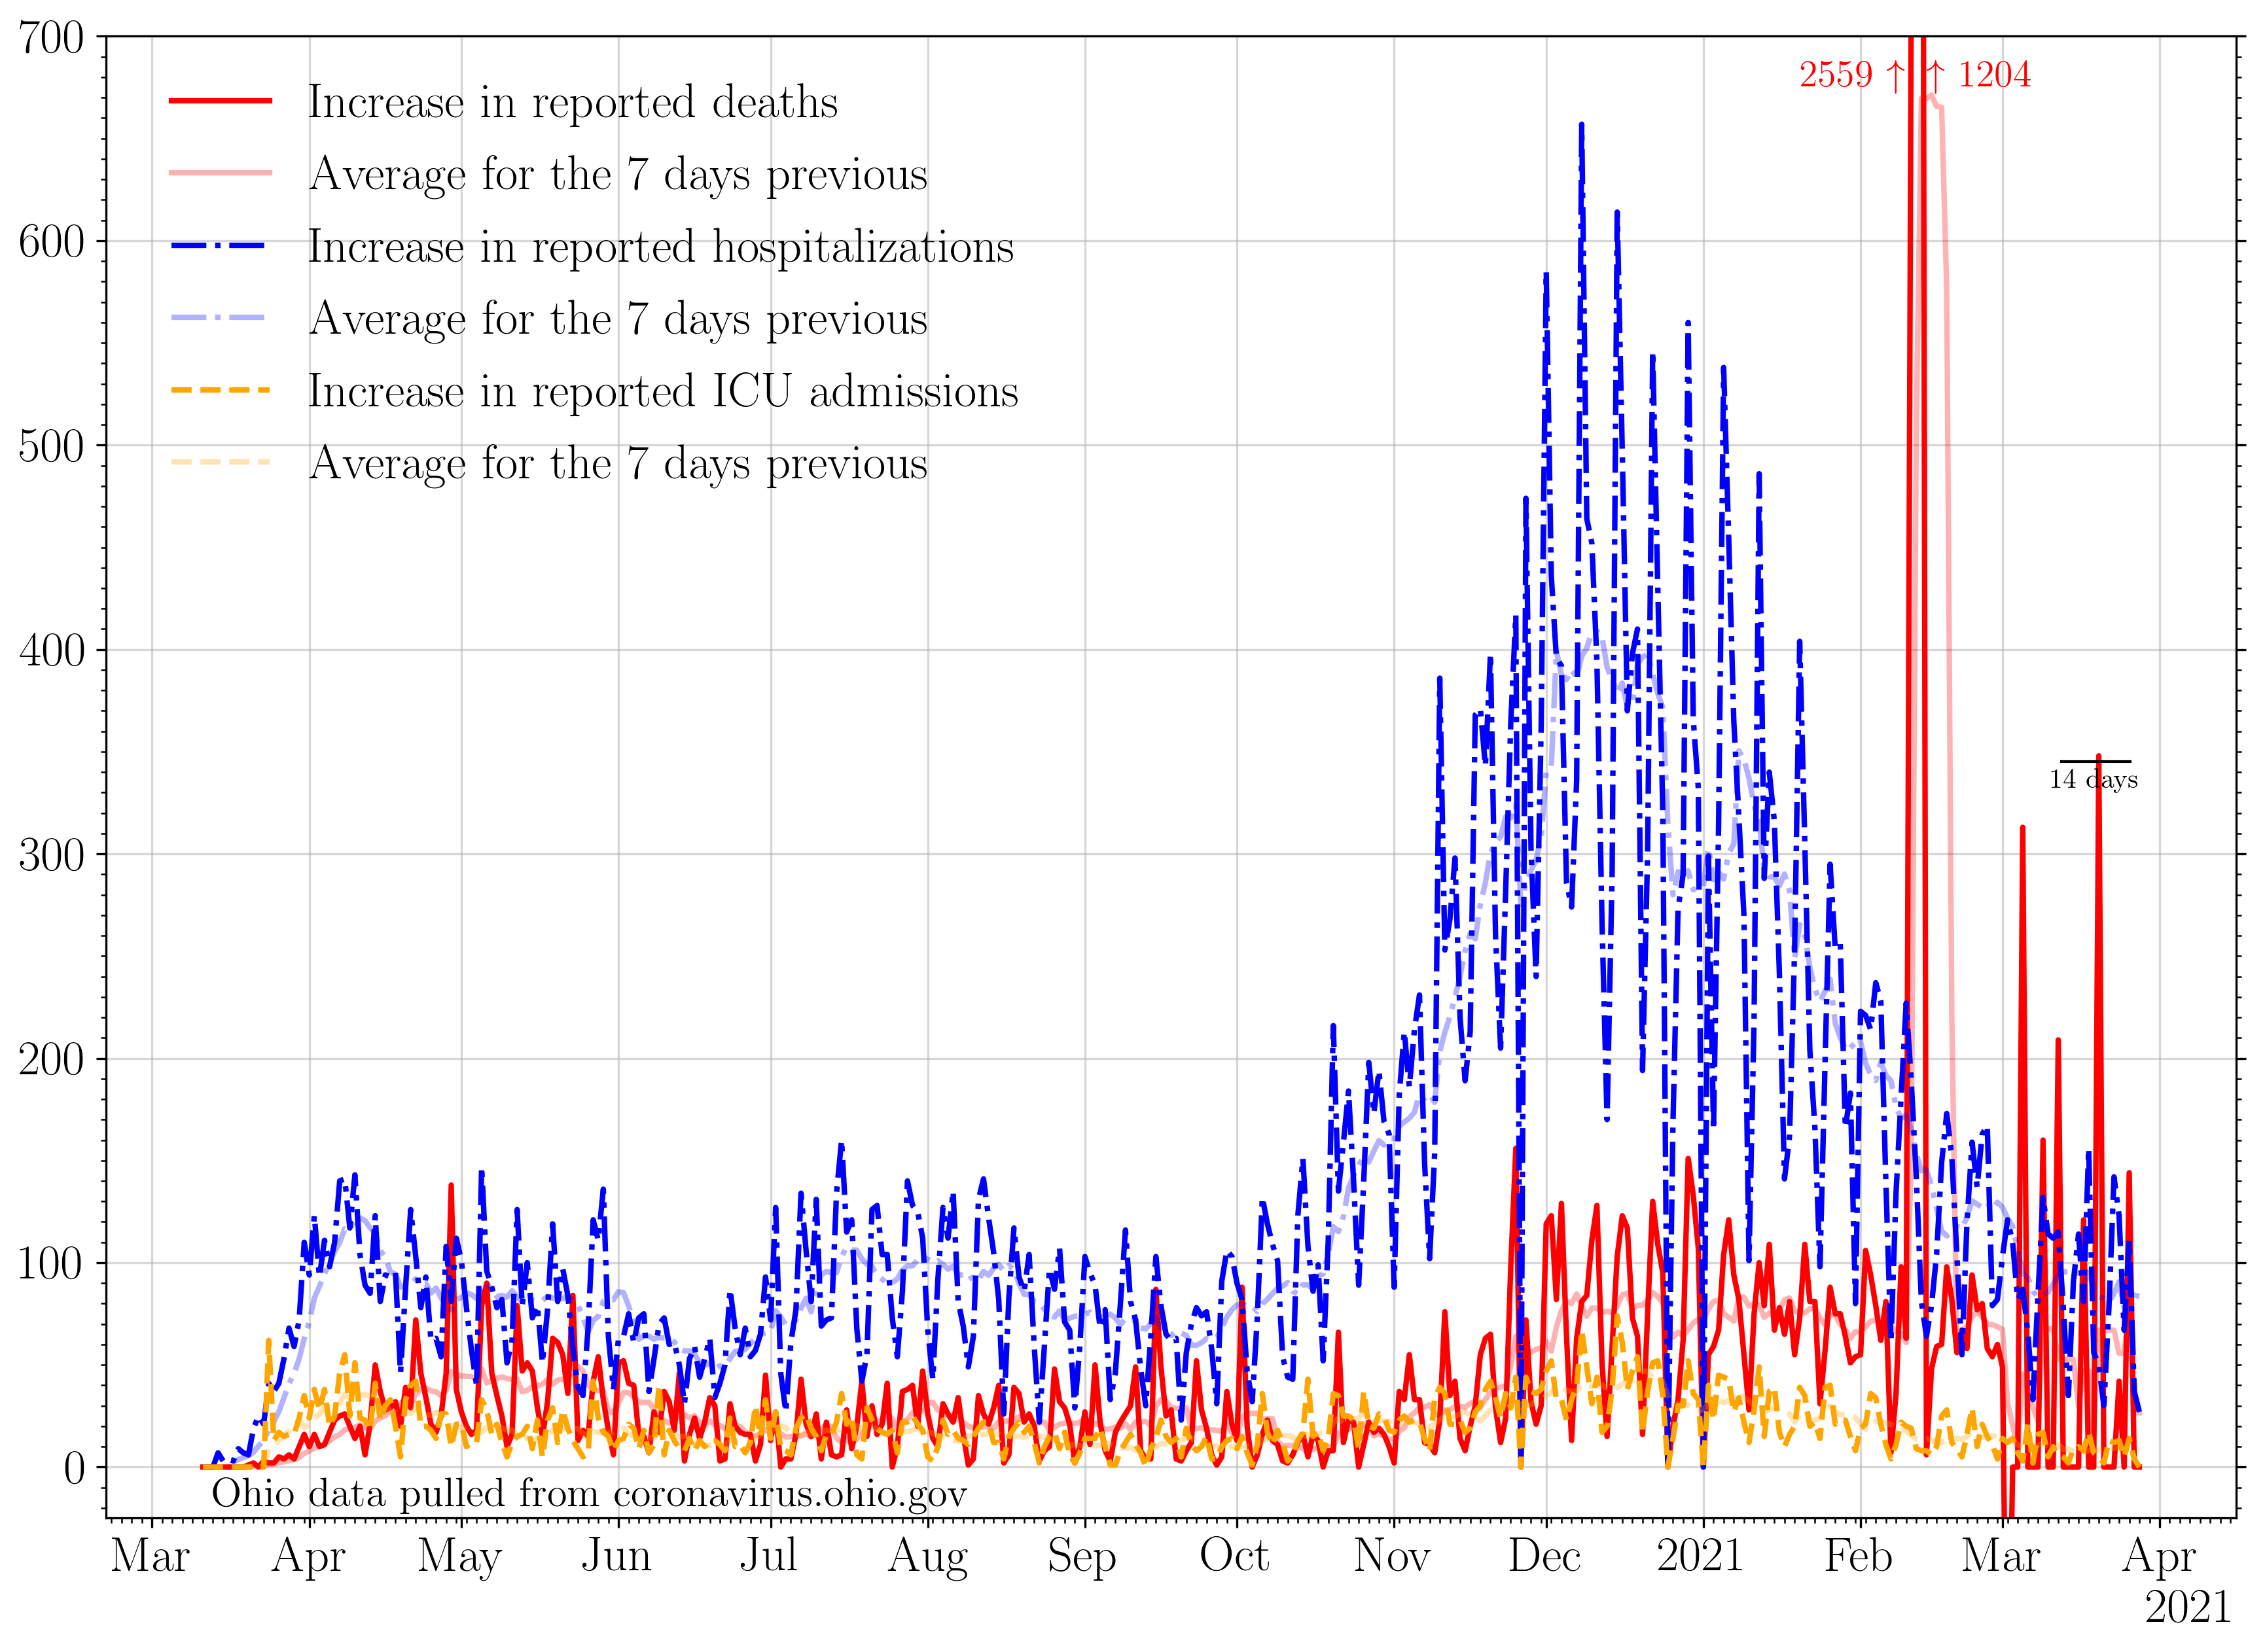 700
2559 ↑ ↑ 1204
Increase in reported deaths
Average for the 7 days previous
600
Increase in reported hospitalizations
Average for the 7 days previous
Increase in reported ICU admissions
500
Average for the 7 days previous
400
14 days
300
200
100
0
Ohio data pulled from coronavirus.ohio.gov
Mar Apr May Jun Jul Aug Sep Oct Nov Dec 2021 Feb Mar Apr
2021